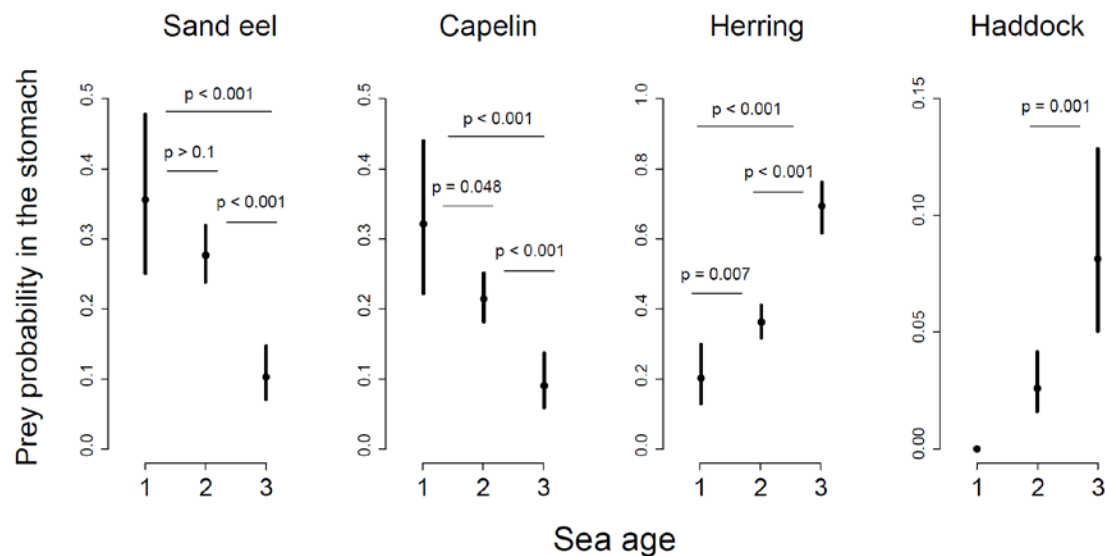 Sand eel
Capelin
Herring
Haddock
Prey probability in the stomach
0.5
0.4
0.3
0.2
0.1
0.0
p < 0.001
p > 0.1
p < 0.001
1 2 3
0.5
0.4
0.3
0.2
0.1
0.0
p < 0.001
p = 0.048
p < 0.001
1 2 3
1.0
0.8
0.6
0.4
0.2
0.0
p < 0.001
p < 0.001
p = 0.007
1 2 3
0.15
0.10
0.05
0.00
p = 0.001
1 2 3
Sea age